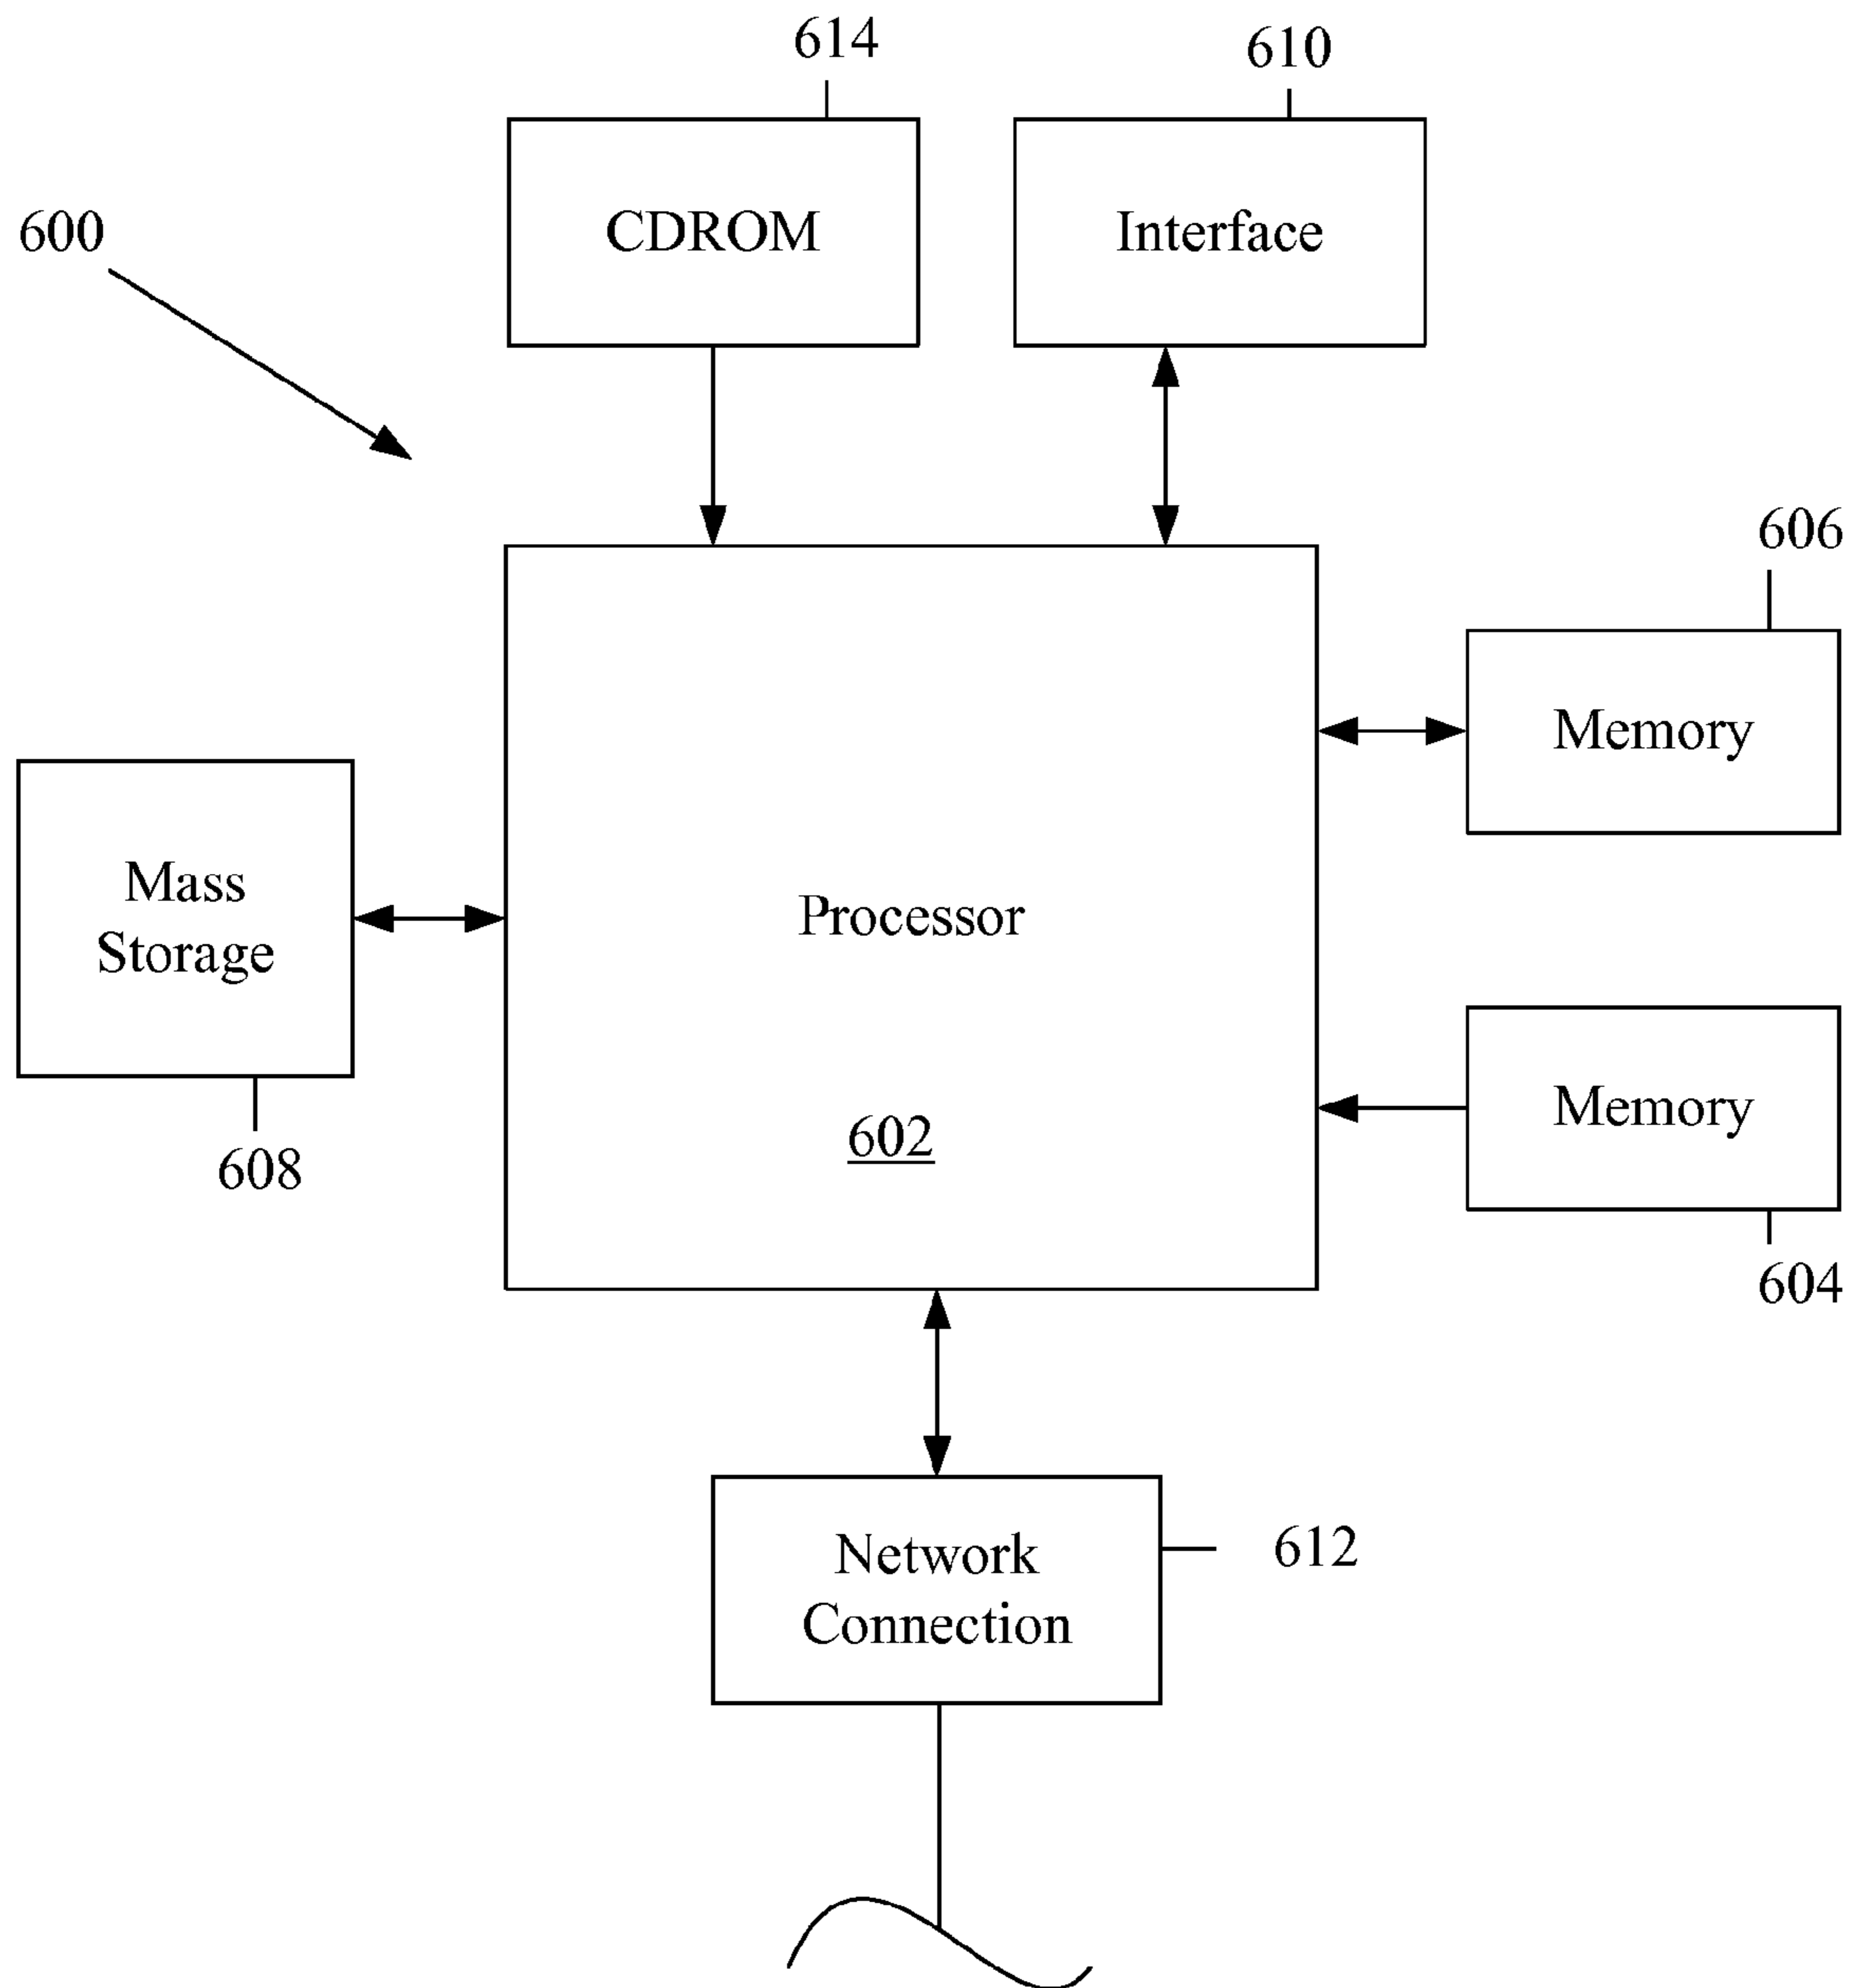 614
610
600
CDROM
Interface
606
Memory
Mass
Storage
Processor
Memory
602
608
604
Network
Connection
612